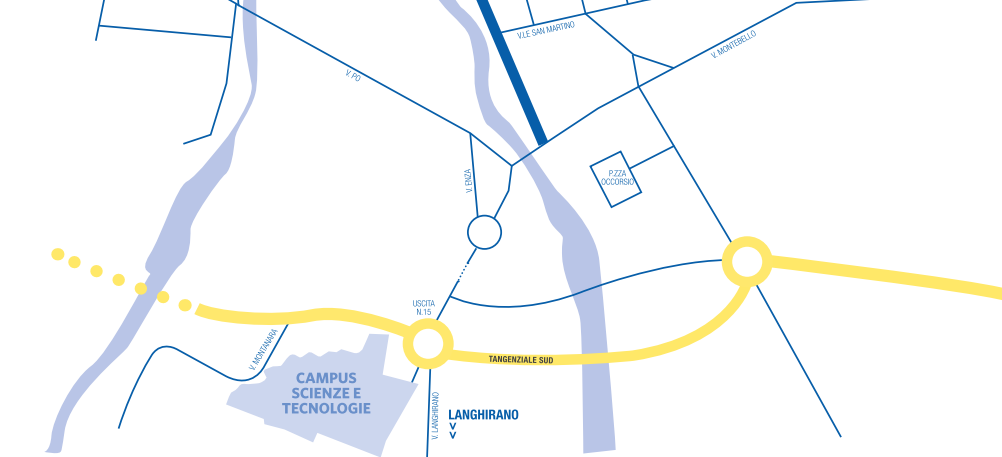 V.LE SAN MARTINO
V. MONTEBELLO
V. PO
V. ENZA
P.ZZA
OCCORSIO
USCITA
N.15
V. MONTANARA
TANGENZIALE SUD
CAMPUS
SCIENZE E
TECNOLOGIE
V. LANGHIRANO
LANGHIRANO